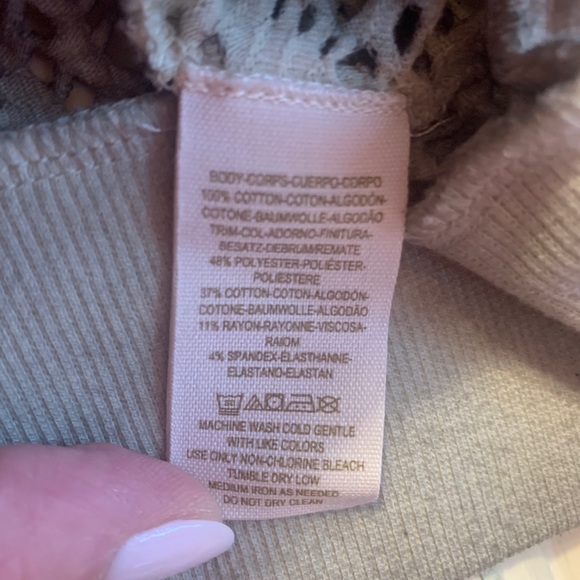 BODY-CORPS-CUERPO-CORPO
100% COTTON-COTON-ALGODÓN-
COTONE-BAUMWOLLE-ALGODÃO
TRIM-COL-ADORNO-FINITURA-
BESATZ-DEBRUM/REMATE
48% POLYESTER-POLIÉSTER-
POLIESTERE
37% COTTON-COTON-ALGODÓN-
COTONE-BAUMWOLLE-ALGODÃO
11% RAYON-RAYONNE-VISCOSA-
RAIOM
4% SPANDEX-ÉLASTHANNE-
ELASTANO-ELASTAN
MACHINE WASH COLD GENTLE
WITH LIKE COLORS
USE ONLY NON-CHLORINE BLEACH
TUMBLE DRY LOW
MEDIUM IRON AS NEEDED
DO NOT DRY CLEAN